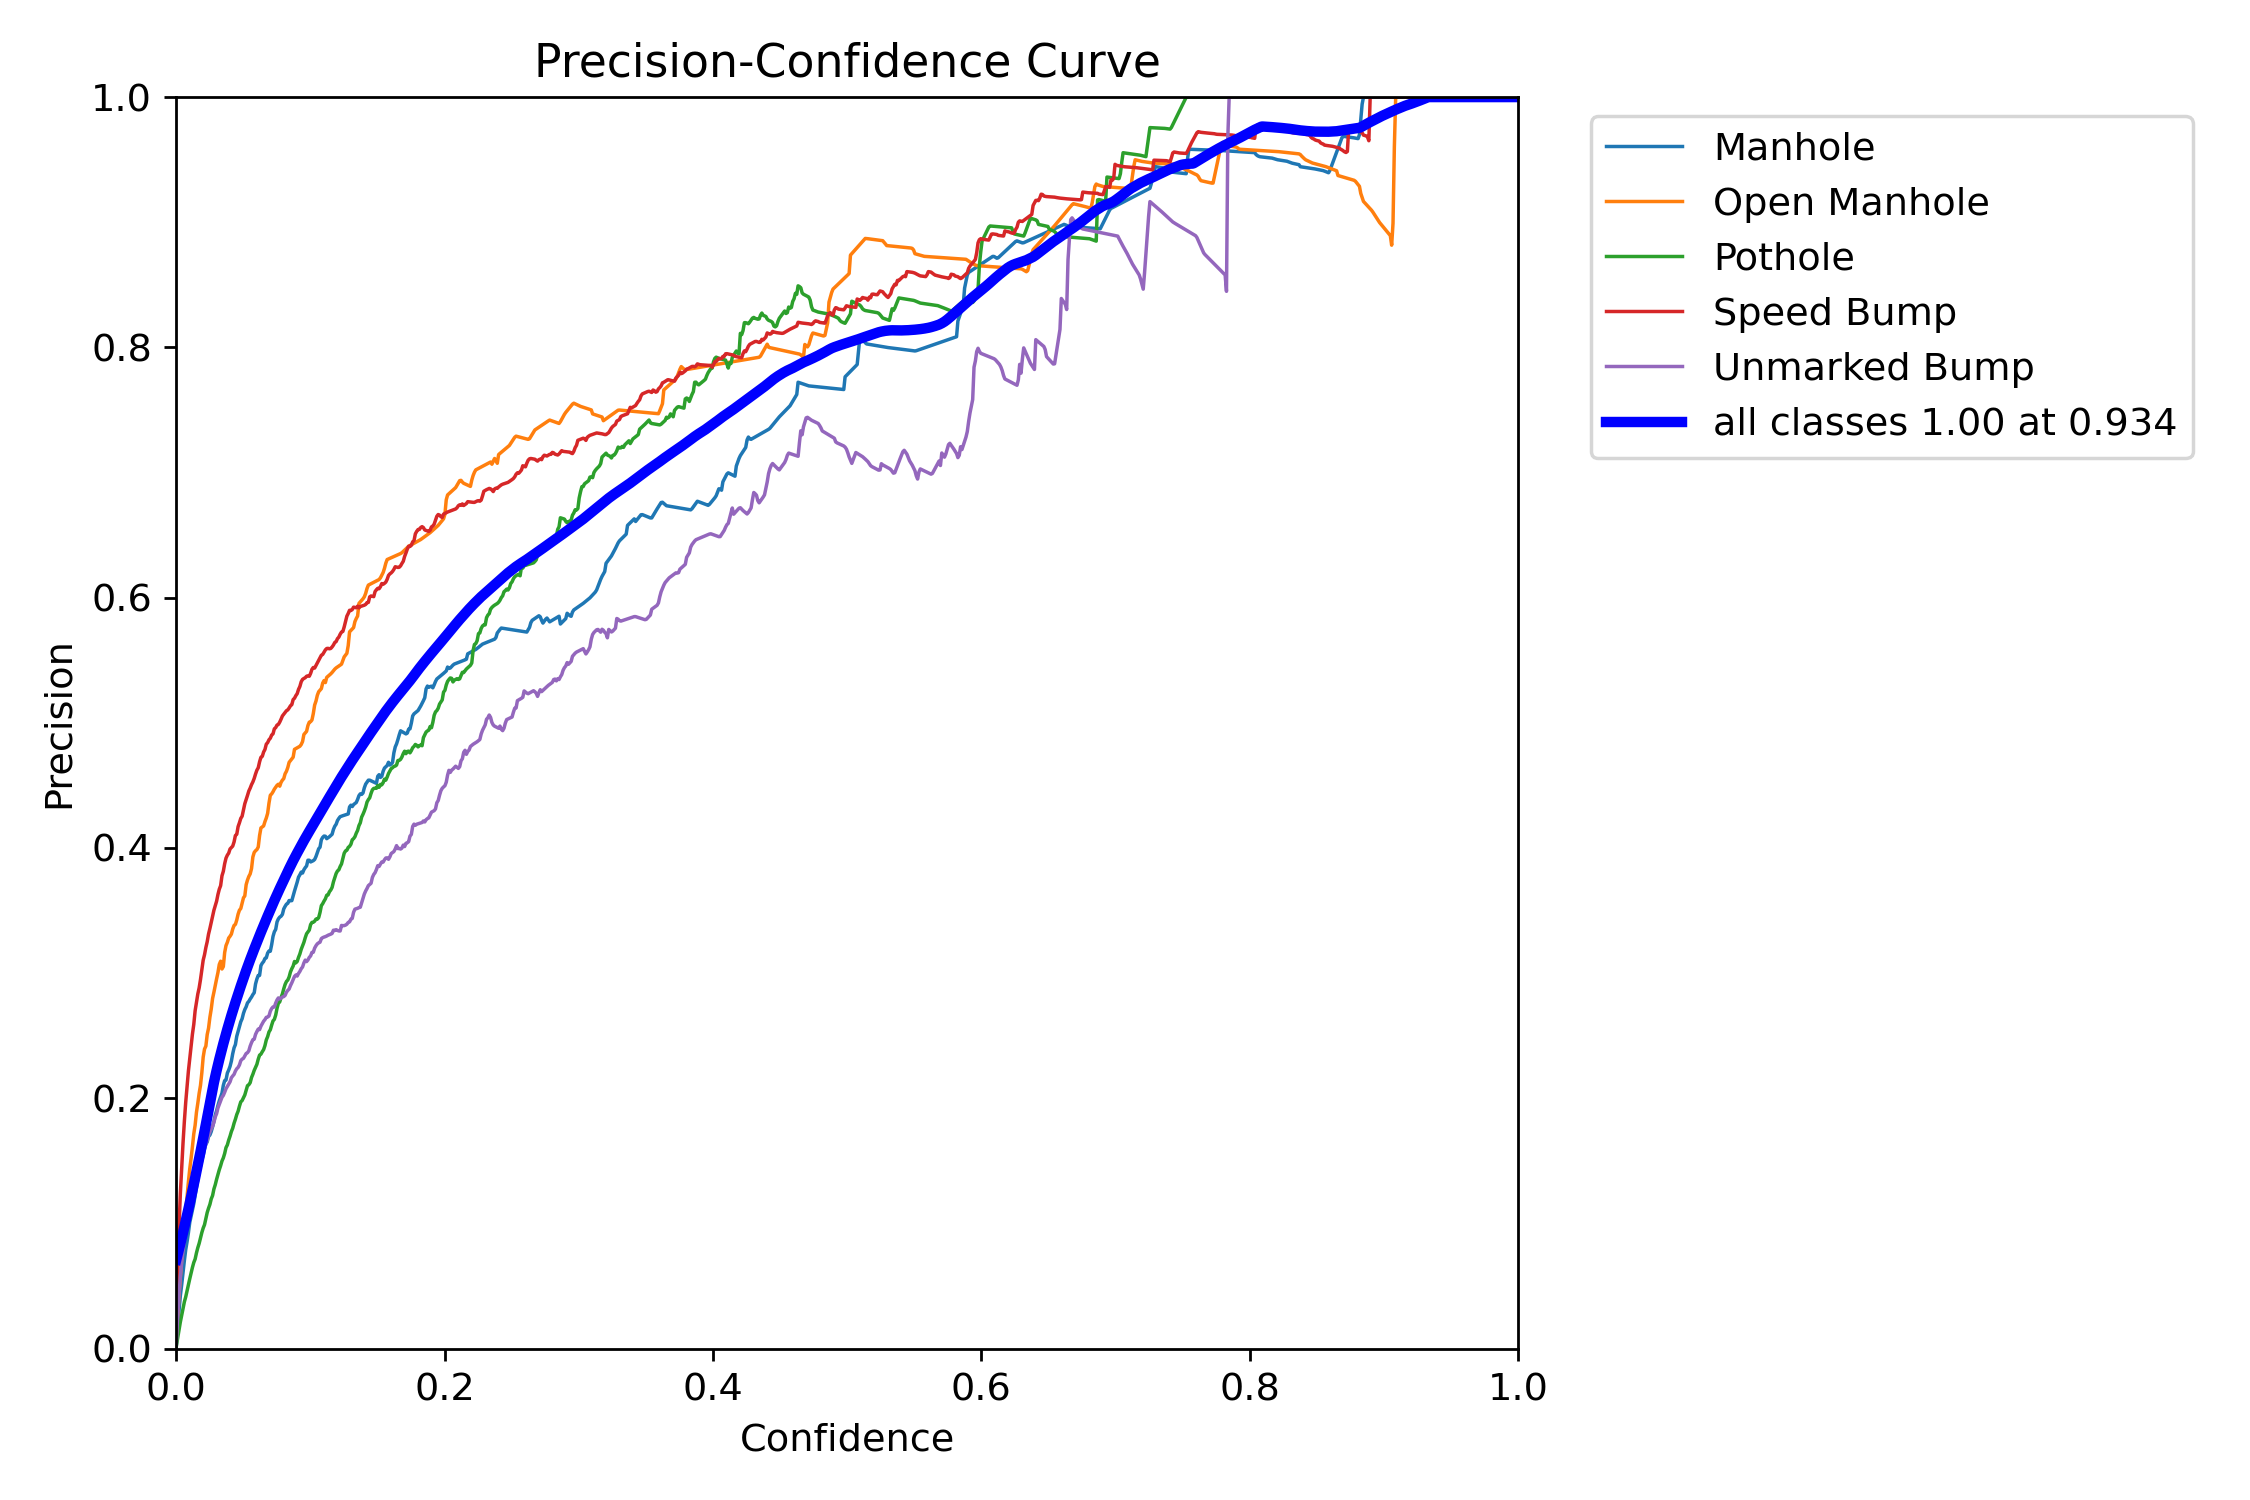 Precision-Confidence Curve
1.0
0.8
0.6
0.4
0.2
0.0
Precision
0.0 0.2 0.4 0.6 0.8 1.0
Confidence
Manhole
Open Manhole
Pothole
Speed Bump
Unmarked Bump
all classes 1.00 at 0.934